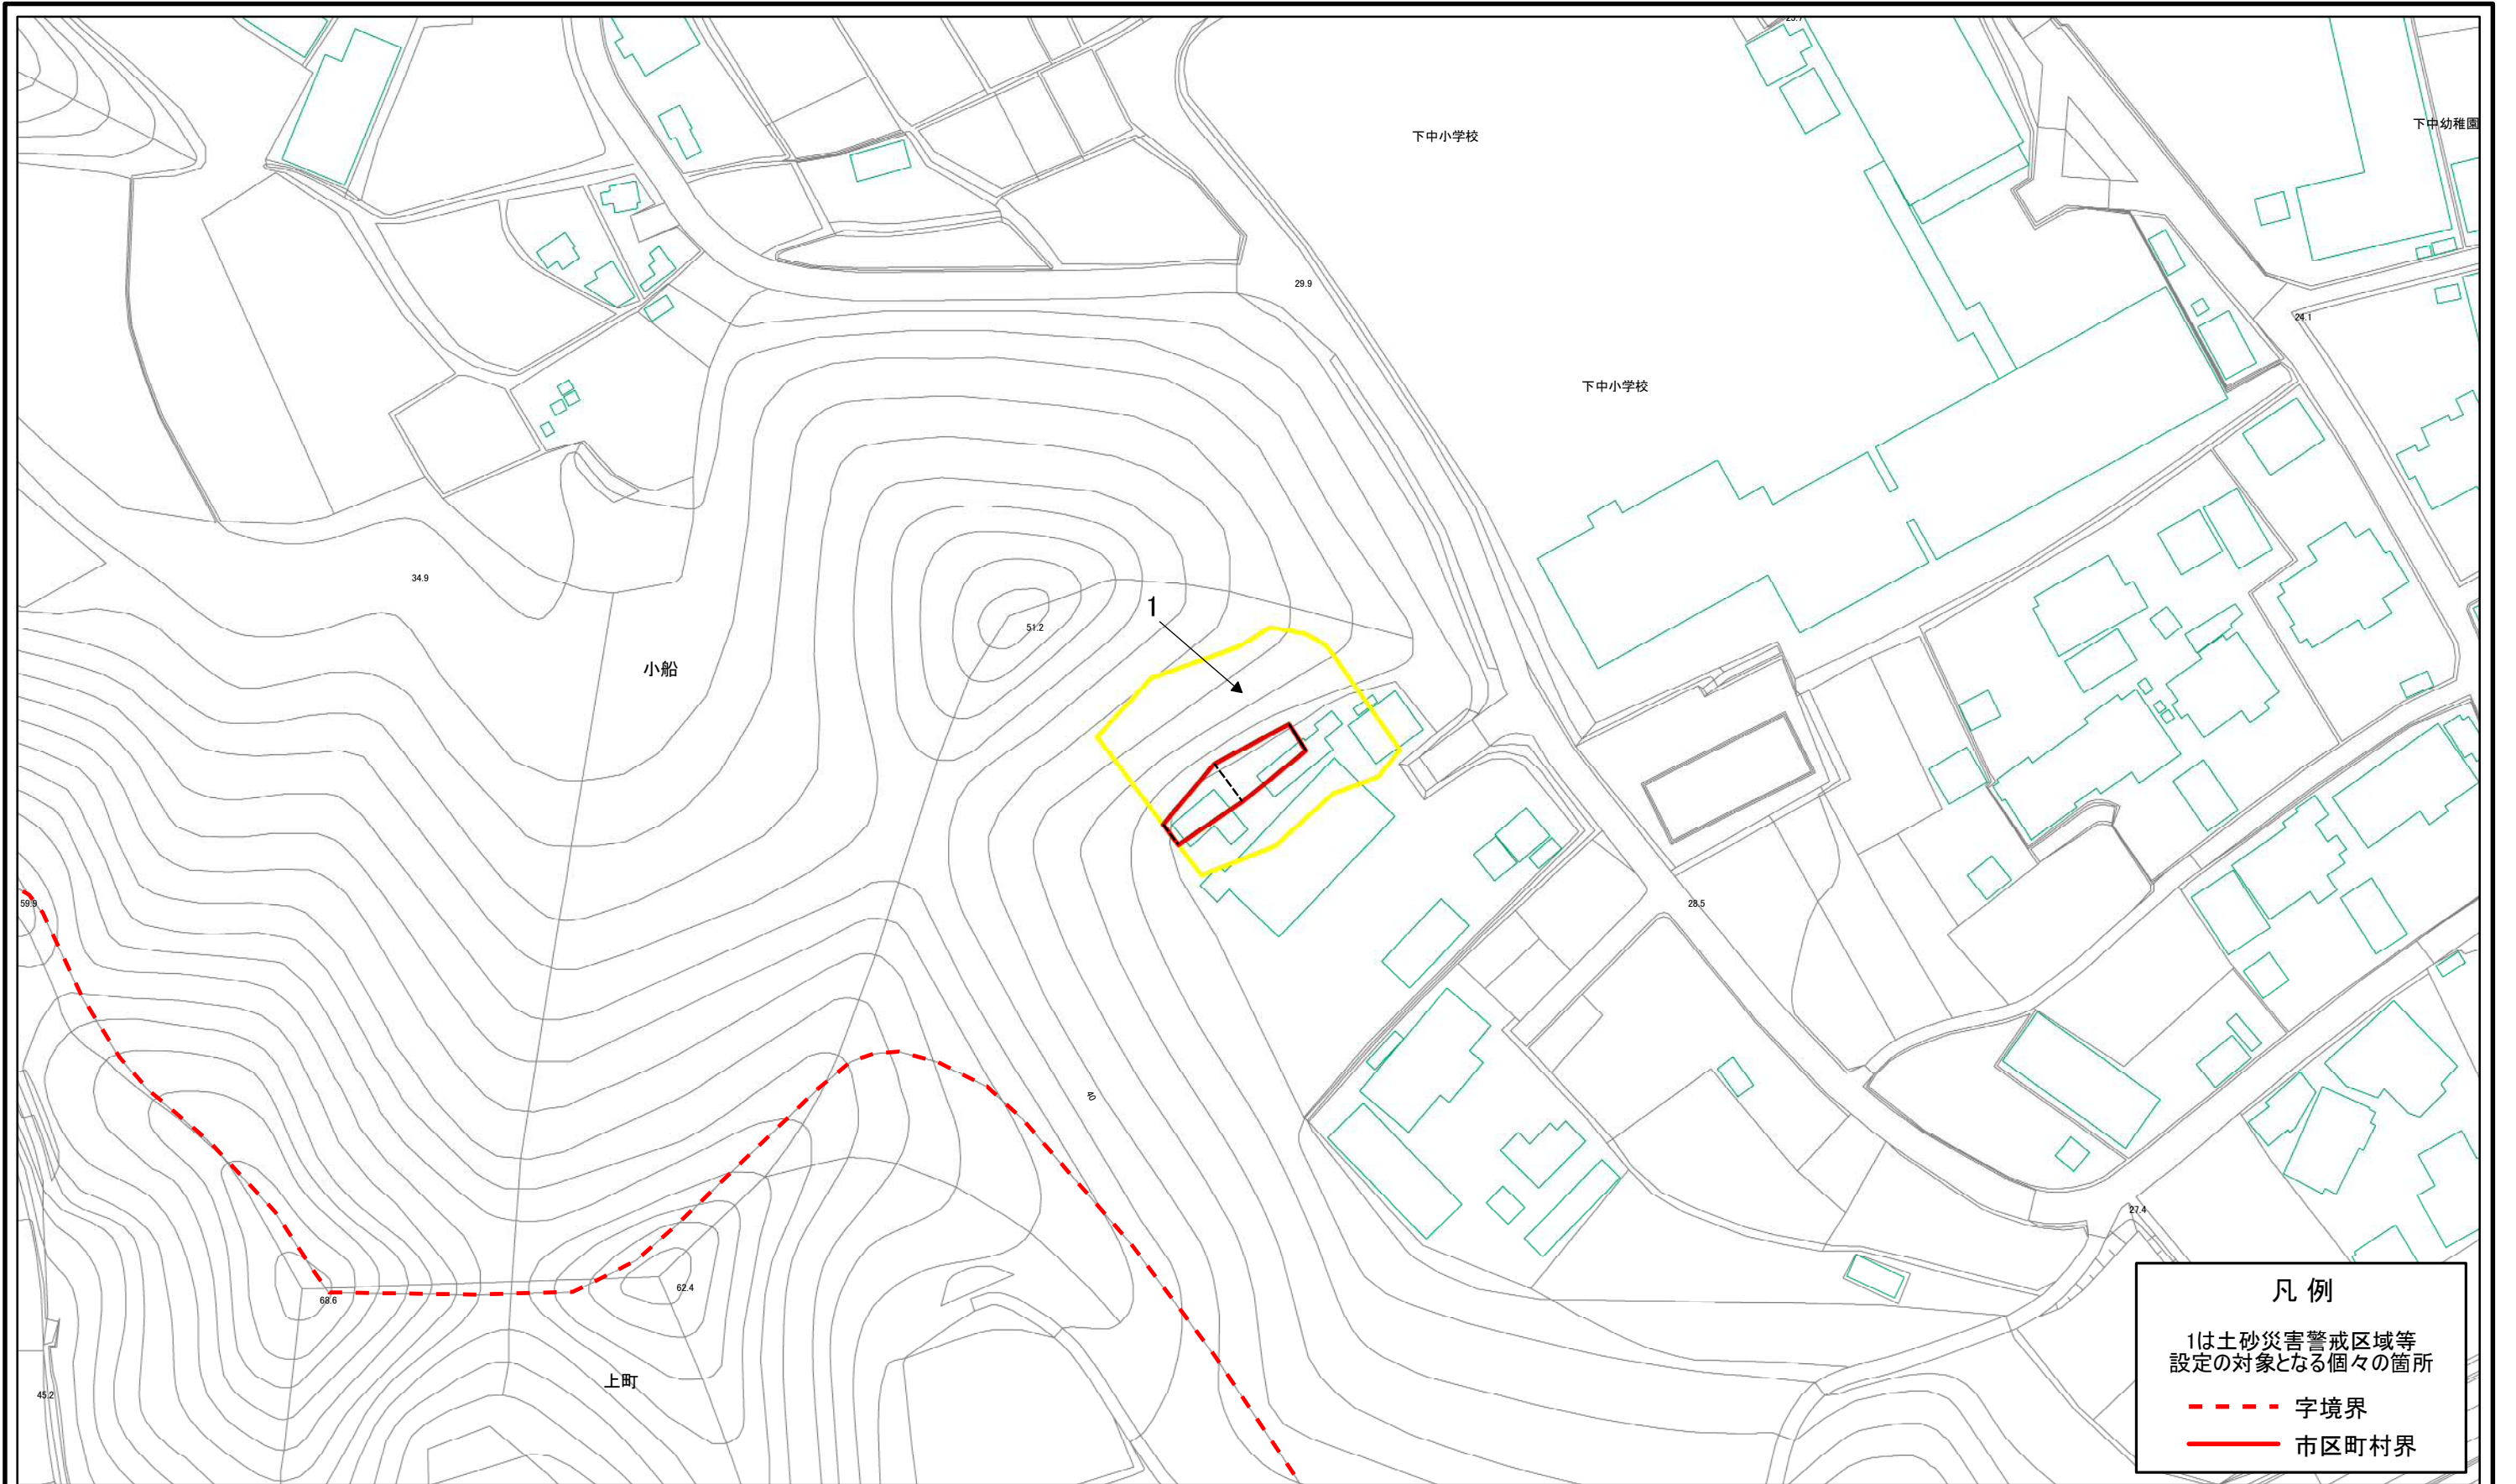 下中小学校
下中幼稚園
29.9
24.1
下中小学校
34.9
1
51.2
小船
59.9
28.5
40
27.4
68.6
62.4
上町
45.2
凡例
1は土砂災害警戒区域等
設定の対象となる個々の箇所
字境界
市区町村界